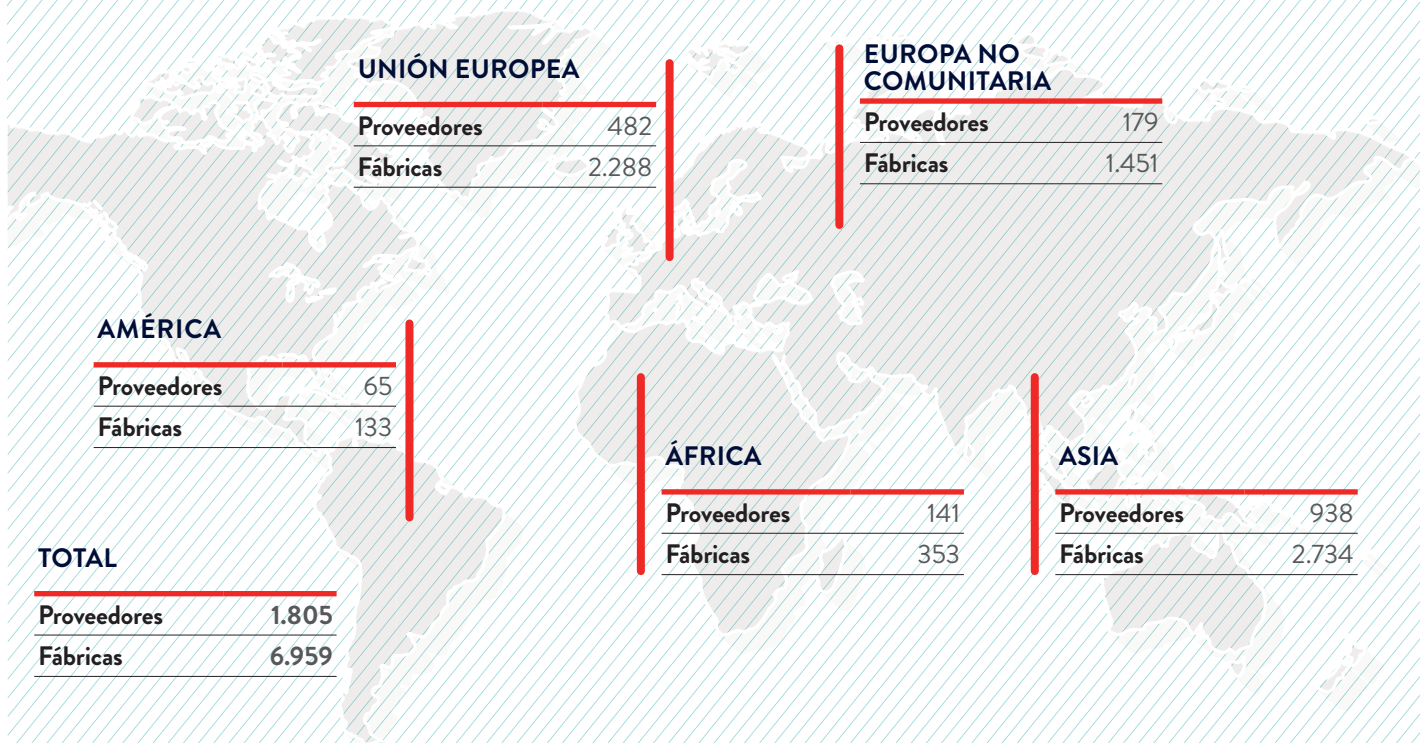 UNIÓN EUROPEA
Proveedores 482
Fábricas 2.288
EUROPA NO
COMUNITARIA
Proveedores 179
Fábricas 1.451
AMÉRICA
Proveedores 65
Fábricas 133
ÁFRICA
Proveedores 141
Fábricas 353
ASIA
Proveedores 938
Fábricas 2.734
TOTAL
Proveedores 1.805
Fábricas 6.959